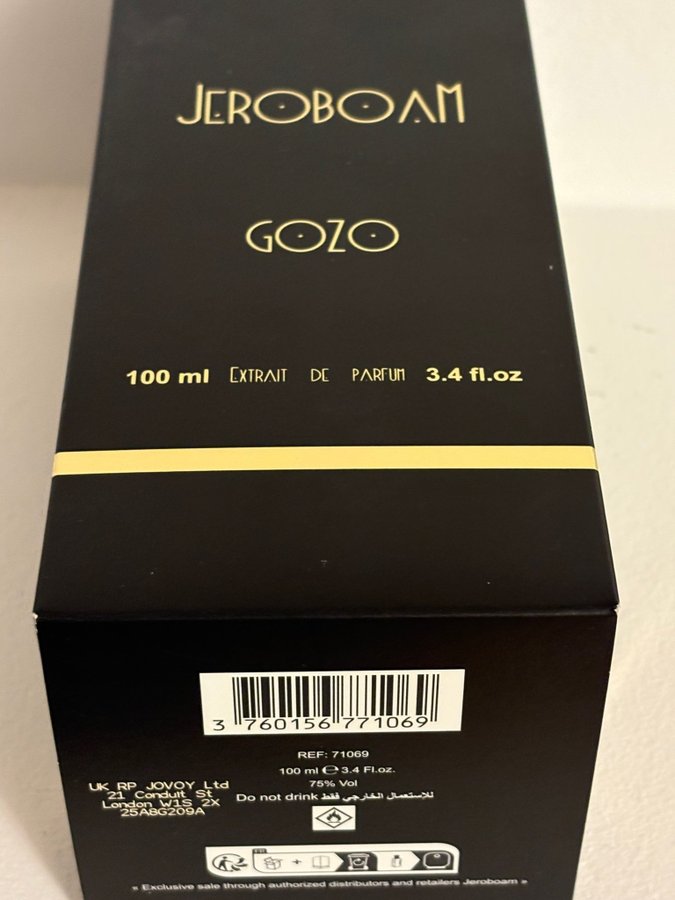 JEROBOAM
GOZO
100 ml EXTRAIT DE PARFUM 3.4 fl.oz
3 760156 771069
REF: 71069
100 ml ℮ 3.4 Fl.oz.
75% Vol
Do not drink للاستعمال الخارجي فقط
UK RP JOVOY Ltd
21 Conduit St
London W1S 2X
25A8G209A
FR
+
« Exclusive sale through authorized distributors and retailers Jeroboam »